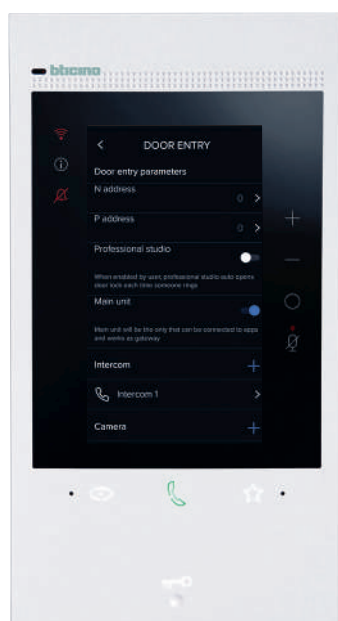 bticino
DOOR ENTRY
Door entry parameters
N address
0
P address
0
Professional studio
When enabled by user, professional studio auto opens
door lock each time someone rings
Main unit
Main unit will be the only that can be connected to apps
and works as gateway
Intercom
Intercom 1
Camera